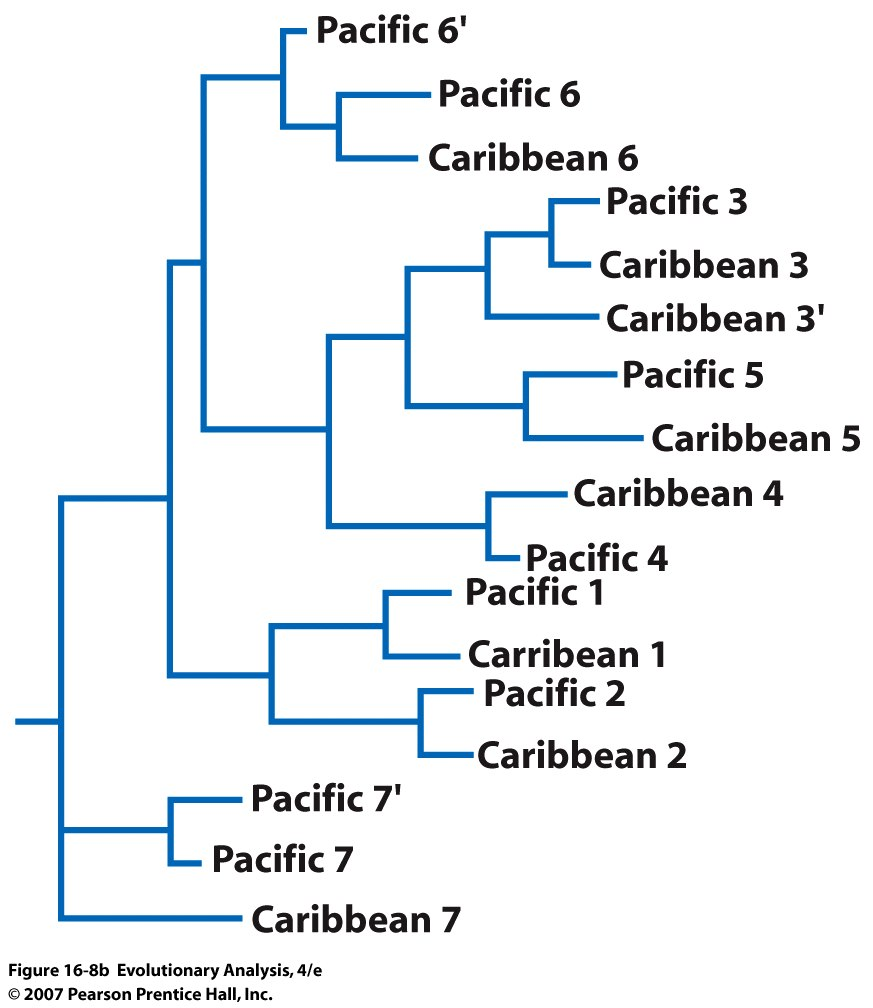 Pacific 6'
Pacific 6
Caribbean 6
Pacific 3
Caribbean 3
Caribbean 3'
Pacific 5
Caribbean 5
Caribbean 4
Pacific 4
Pacific 1
Carribean 1
Pacific 2
Caribbean 2
Pacific 7'
Pacific 7
Caribbean 7
Figure 16-8b Evolutionary Analysis, 4/e
© 2007 Pearson Prentice Hall, Inc.